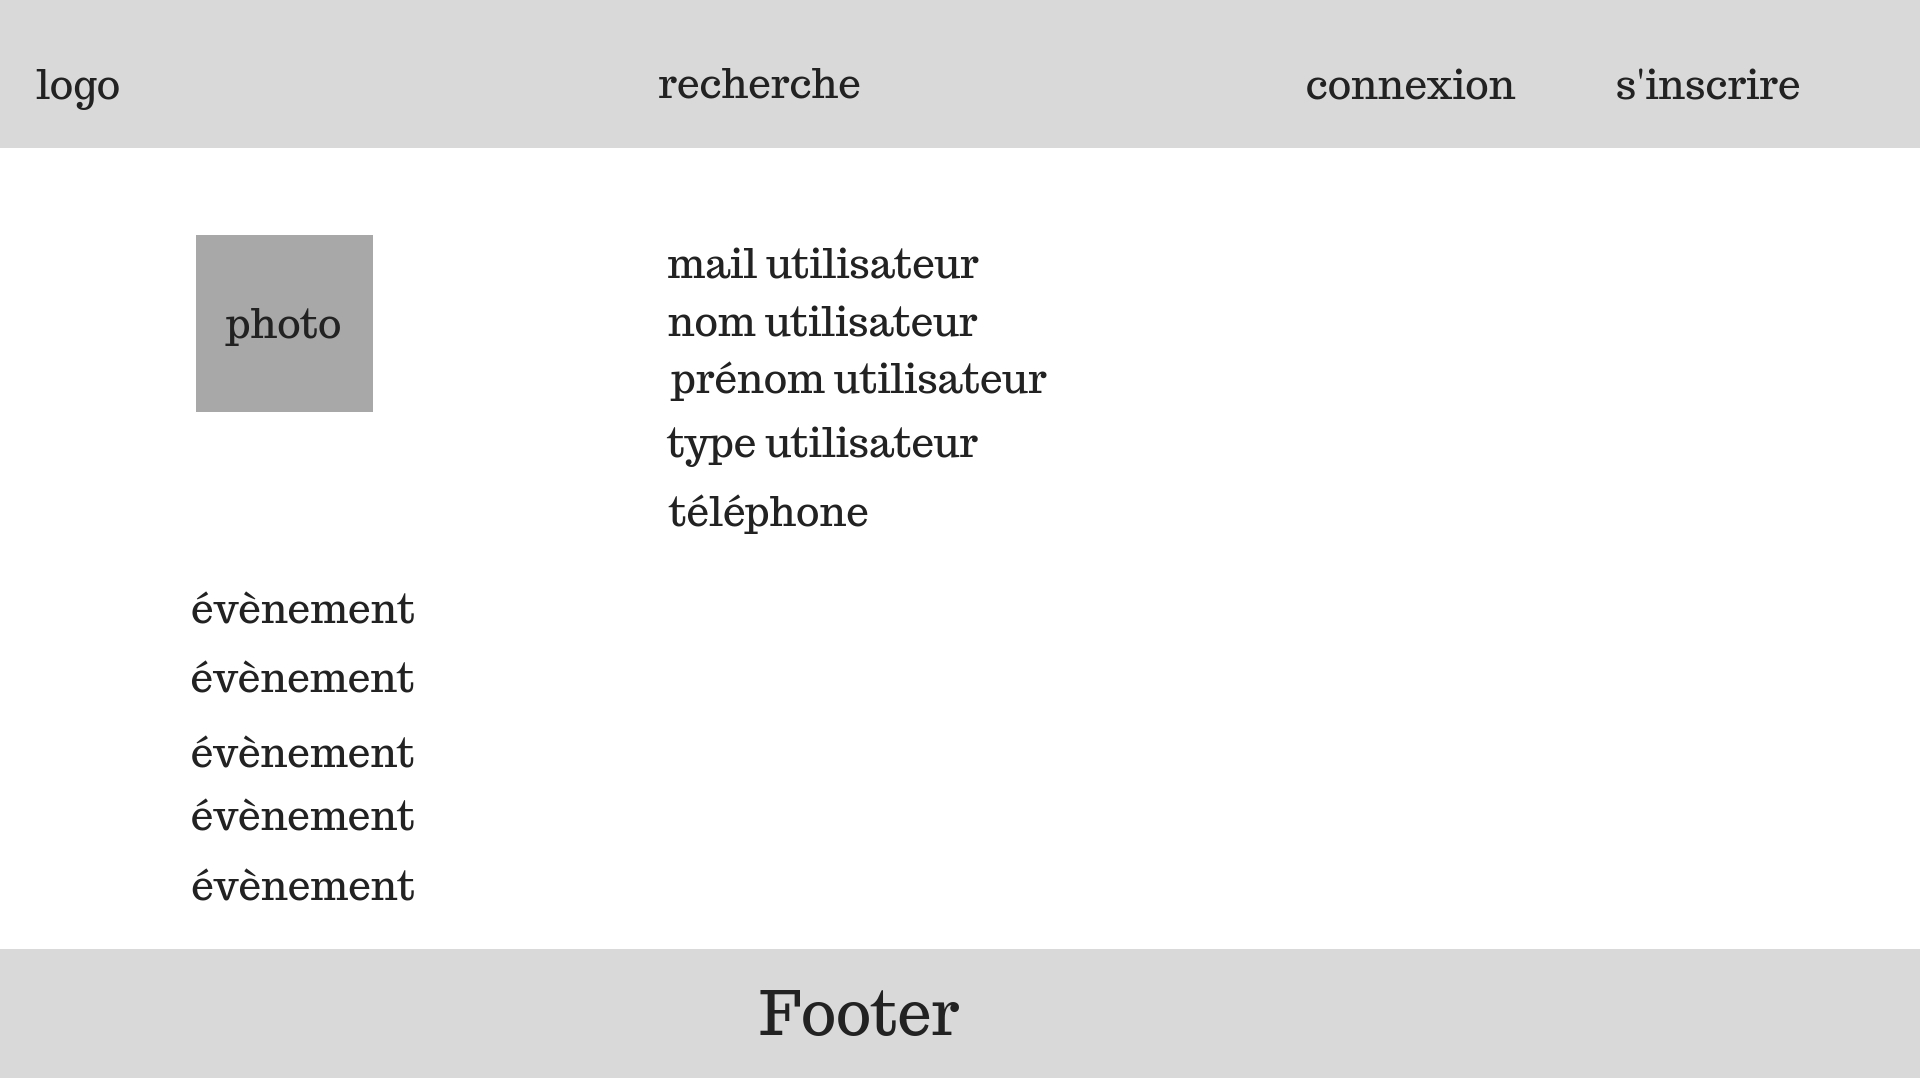 logo
recherche
connexion
s'inscrire
photo
mail utilisateur
nom utilisateur
prénom utilisateur
type utilisateur
téléphone
évènement
évènement
évènement
évènement
évènement
Footer